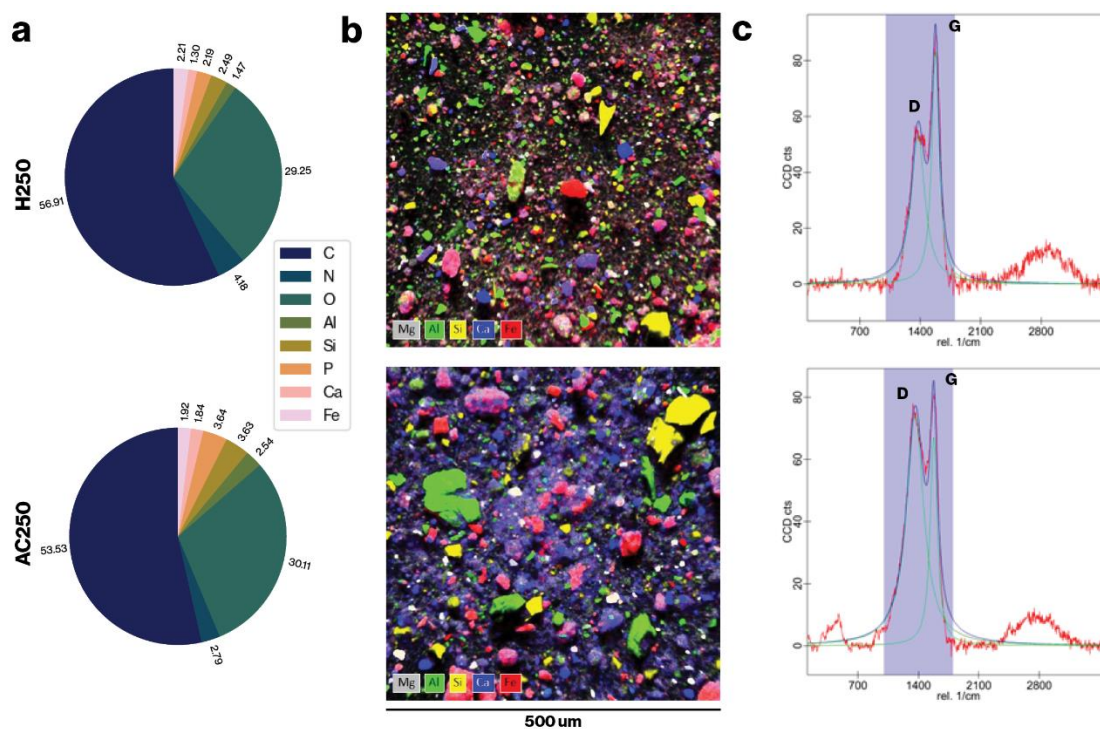 a
H250
2.21
1.30
2.19
2.49
1.47
29.25
4.18
56.91
C
N
O
Al
Si
P
Ca
Fe
AC250
1.92
1.84
3.64
3.63
2.54
30.11
2.79
53.53
b
Mg Al Si Ca Fe
Mg Al Si Ca Fe
500 um
c
G
D
CCD cts
80
60
40
20
0
700 1400 2100 2800
rel. 1/cm
G
D
CCD cts
80
60
40
20
0
700 1400 2100 2800
rel. 1/cm